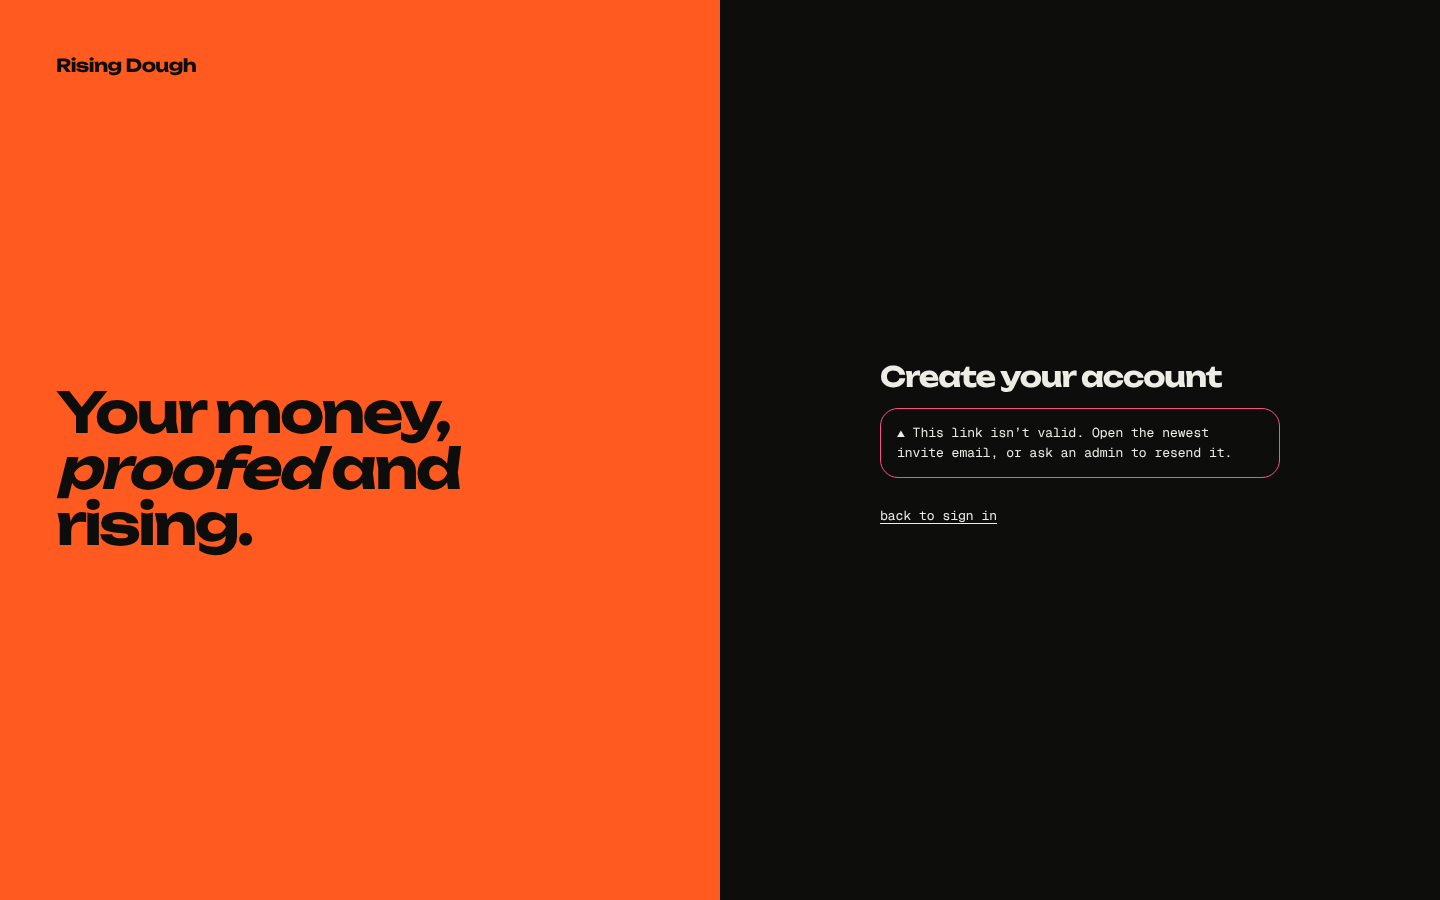 Rising Dough
Your money,
proofed and
rising.
Create your account
▲ This link isn’t valid. Open the newest
invite email, or ask an admin to resend it.
back to sign in